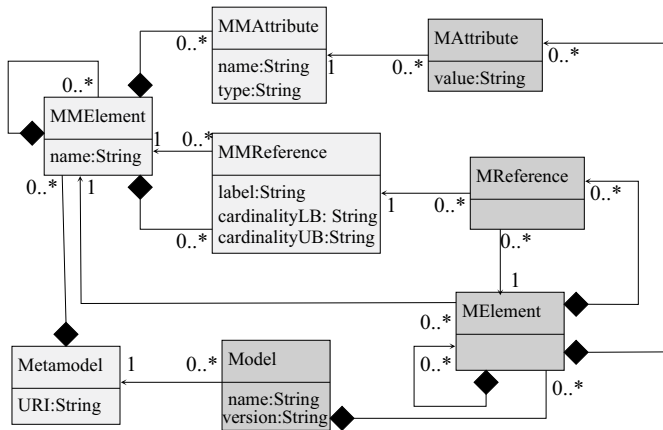 MMAttribute
name:String
type:String
MAttribute
value:String
0..*
1
0..*
0..*
0..*
MMElement
name:String
0..*
1
0..*
1
0..*
MMReference
label:String
cardinalityLB: String
cardinalityUB:String
0..*
1
0..*
MReference
0..*
0..*
1
MElement
0..*
0..*
0..*
Metamodel
URI:String
1
0..*
Model
name:String
version:String